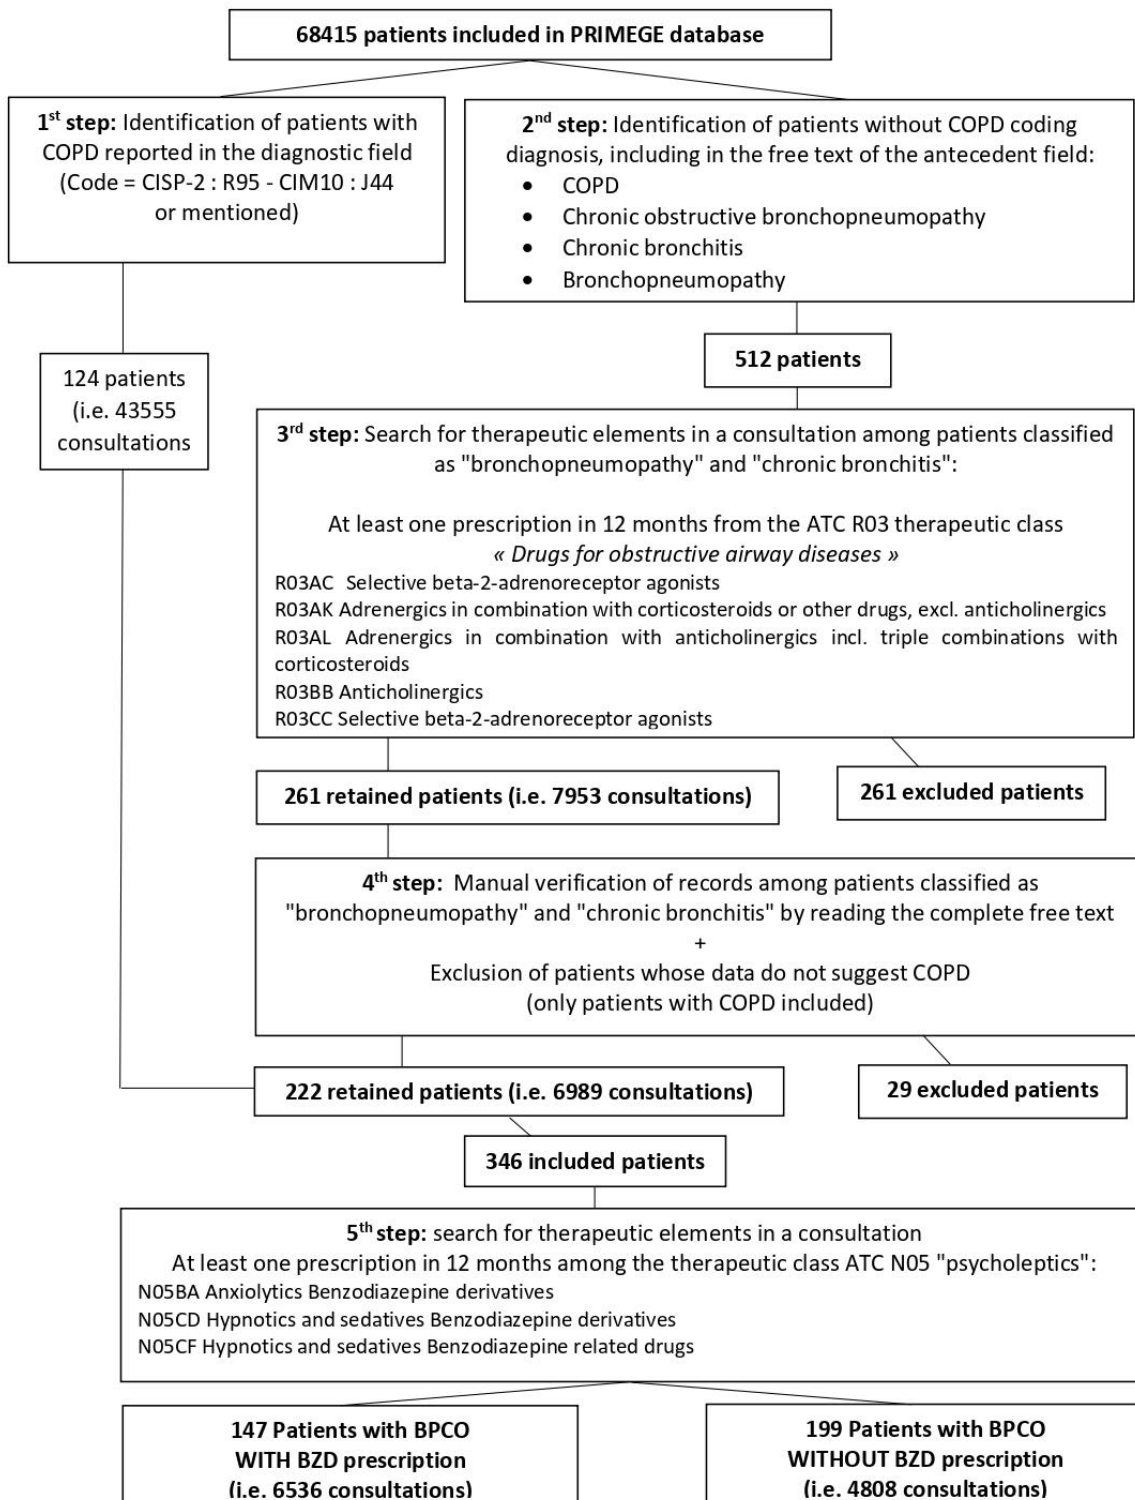 68415 patients included in PRIMEGE database
1st step: Identification of patients with
COPD reported in the diagnostic field
(Code = CISP-2 : R95 - CIM10 : J44
or mentioned)
2nd step: Identification of patients without COPD coding
diagnosis, including in the free text of the antecedent field:
• COPD
• Chronic obstructive bronchopneumopathy
• Chronic bronchitis
• Bronchopneumopathy
512 patients
124 patients
(i.e. 43555
consultations
3rd step: Search for therapeutic elements in a consultation among patients classified
as "bronchopneumopathy" and "chronic bronchitis":
At least one prescription in 12 months from the ATC R03 therapeutic class
« Drugs for obstructive airway diseases »
R03AC Selective beta-2-adrenoreceptor agonists
R03AK Adrenergics in combination with corticosteroids or other drugs, excl. anticholinergics
R03AL Adrenergics in combination with anticholinergics incl. triple combinations with
corticosteroids
R03BB Anticholinergics
R03CC Selective beta-2-adrenoreceptor agonists
261 retained patients (i.e. 7953 consultations)
261 excluded patients
4th step: Manual verification of records among patients classified as
"bronchopneumopathy" and "chronic bronchitis" by reading the complete free text
+
Exclusion of patients whose data do not suggest COPD
(only patients with COPD included)
222 retained patients (i.e. 6989 consultations)
29 excluded patients
346 included patients
5th step: search for therapeutic elements in a consultation
At least one prescription in 12 months among the therapeutic class ATC N05 "psycholeptics":
N05BA Anxiolytics Benzodiazepine derivatives
N05CD Hypnotics and sedatives Benzodiazepine derivatives
N05CF Hypnotics and sedatives Benzodiazepine related drugs
147 Patients with BPCO
WITH BZD prescription
(i.e. 6536 consultations)
199 Patients with BPCO
WITHOUT BZD prescription
(i.e. 4808 consultations)